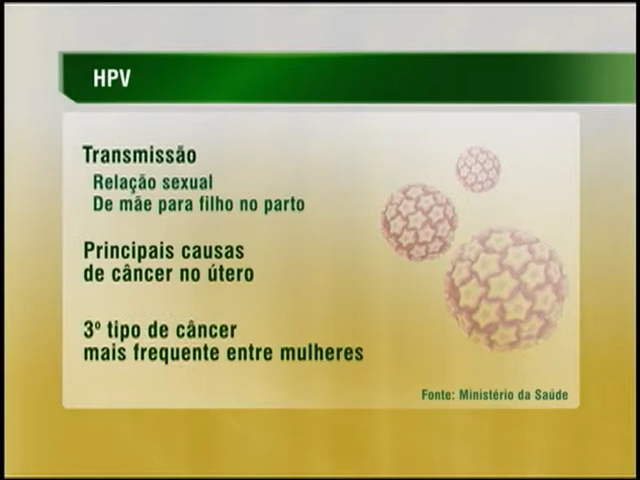 HPV
Transmissão
Relação sexual
De mãe para filho no parto
Principais causas
de câncer no útero
3º tipo de câncer
mais frequente entre mulheres
Fonte: Ministério da Saúde